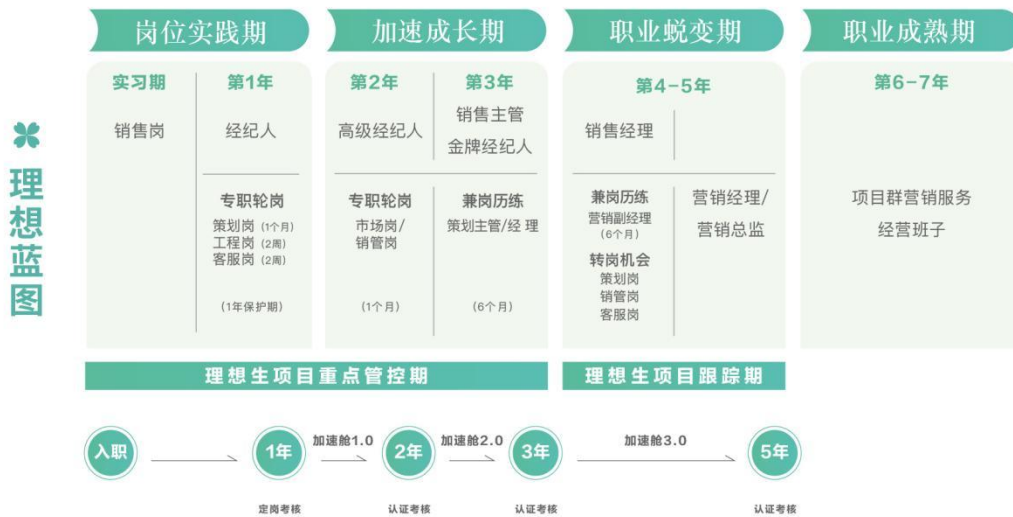 理想蓝图
岗位实践期
加速成长期
职业蜕变期
职业成熟期
实习期
第1年
第2年
第3年
第4-5年
第6-7年
销售岗
经纪人
高级经纪人
销售主管
金牌经纪人
销售经理
专职轮岗
策划岗 (1个月)
工程岗 (2周)
客服岗 (2周)
(1年保护期)
专职轮岗
市场岗/
销管岗
(1个月)
兼岗历练
策划主管/经 理
(6个月)
兼岗历练
营销副经理
(6个月)
转岗机会
策划岗
销管岗
客服岗
营销经理/
营销总监
项目群营销服务
经营班子
理想生项目重点管控期
理想生项目跟踪期
入职
1年
加速舱1.0
2年
加速舱2.0
3年
加速舱3.0
5年
定岗考核
认证考核
认证考核
认证考核